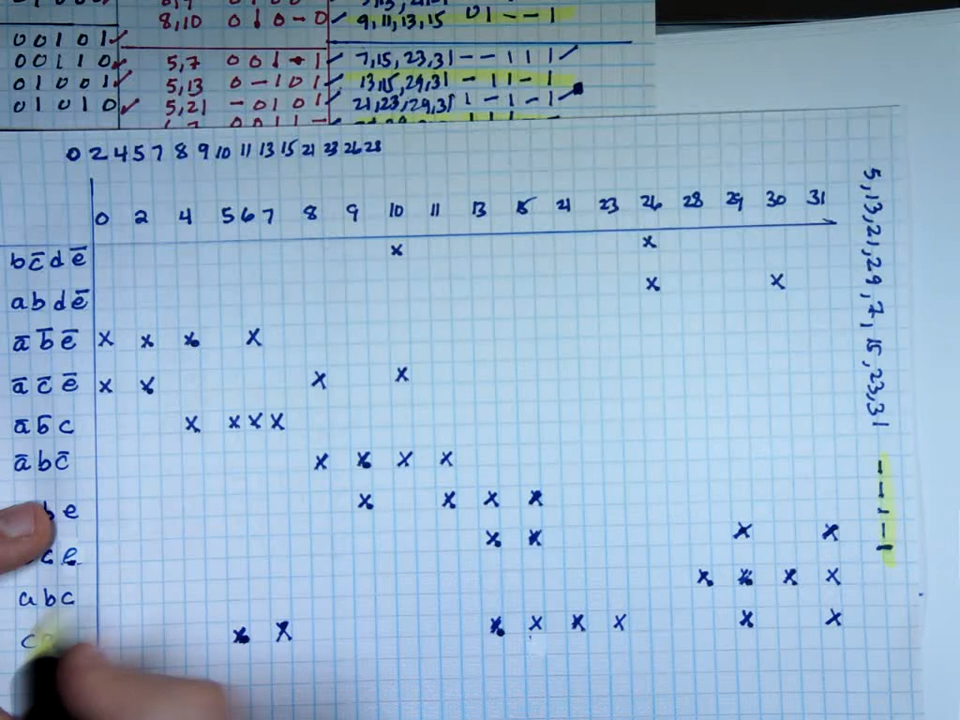 8,10 0 1 0 - 0 ✓ 9,11,13,15 0 1 - - 1
0 0 1 0 1 ✓
0 0 1 1 0 ✓ 5,7 0 0 1 - 1 ✓ 7,15,23,31 - - 1 1 1 ✓
0 1 0 0 1 ✓ 5,13 0 - 1 0 1 ✓ 13,15,29,31 - 1 1 - 1
0 1 0 1 0 ✓ 5,21 - 0 1 0 1 ✓ 21,23,29,31 1 - 1 - 1 ✓
0 2 4 5 7 8 9 10 11 13 15 21 23 26 28
0 2 4 5 6 7 8 9 10 11 13 15 21 23 26 28 29 30 31
b c̅ d e̅ x x
a b d e̅ x x
a̅ b̅ e̅ x x x x
a̅ c̅ e̅ x x x x
a̅ b̅ c x x x x
a̅ b c̅ x x x x
b e x x x x
c e x x x x
a b c x x x x
c x x x x x x x x
5,13,21,29,7,15,23,31 - - 1 - 1